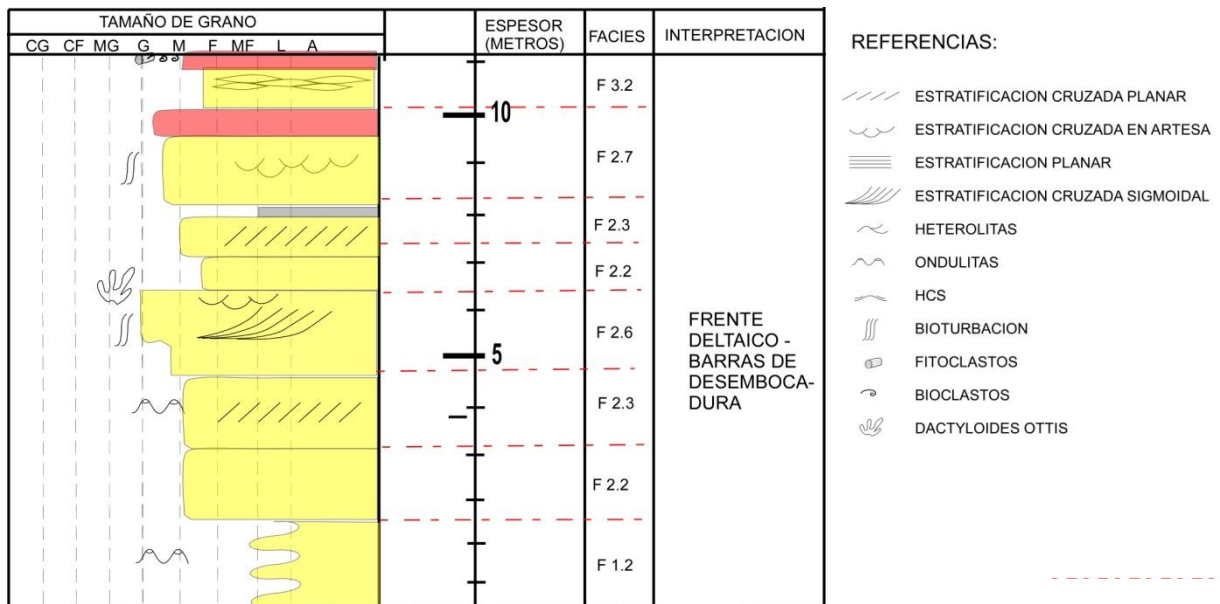 TAMAÑO DE GRANO
ESPESOR
(METROS)
FACIES
INTERPRETACION
CG CF MG G M F MF L A
F 3.2
10
F 2.7
F 2.3
F 2.2
F 2.6
5
F 2.3
F 2.2
F 1.2
FRENTE
DELTAICO -
BARRAS DE
DESEMBOCA-
DURA
REFERENCIAS:
ESTRATIFICACION CRUZADA PLANAR
ESTRATIFICACION CRUZADA EN ARTESA
ESTRATIFICACION PLANAR
ESTRATIFICACION CRUZADA SIGMOIDAL
HETEROLITAS
ONDULITAS
HCS
BIOTURBACION
FITOCLASTOS
BIOCLASTOS
DACTYLOIDES OTTIS